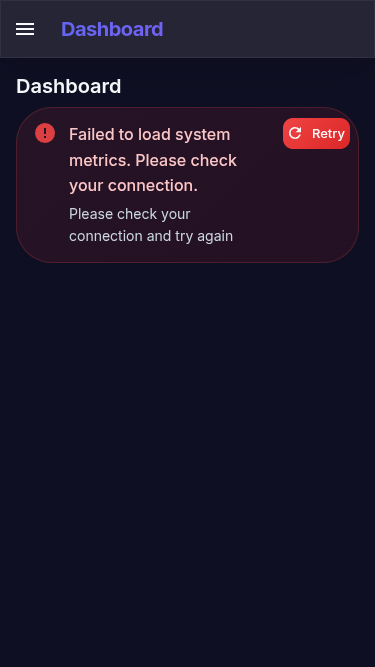 Dashboard
Dashboard
Failed to load system
metrics. Please check
your connection.
Please check your
connection and try again
Retry